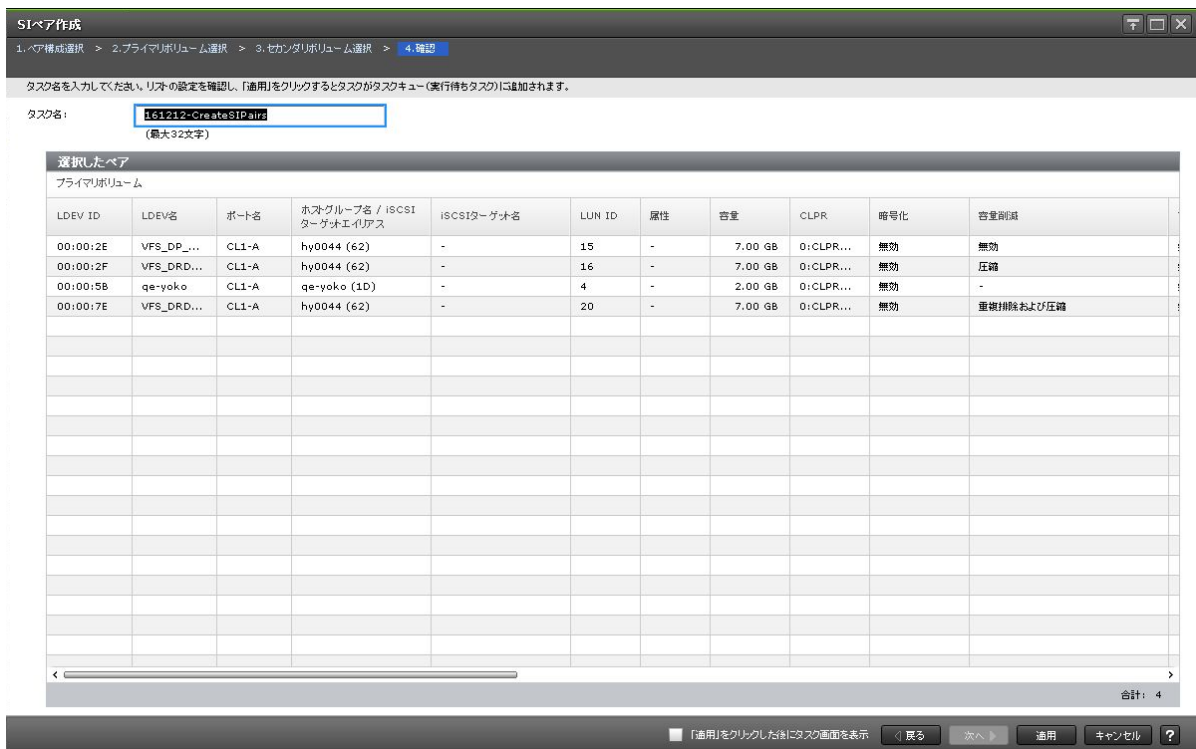 SIペア作成
1.ペア構成選択 > 2.プライマリボリューム選択 > 3.セカンダリボリューム選択 > 4.確認
タスク名を入力してください。リストの設定を確認し、「適用」をクリックするとタスクがタスクキュー(実行待ちタスク)に追加されます。
タスク名: 161212-CreateSIPairs
(最大32文字)
選択したペア
プライマリボリューム
LDEV ID LDEV名 ポート名 ホストグループ名 / iSCSI ターゲットエイリアス iSCSIターゲット名 LUN ID 属性 容量 CLPR 暗号化 容量削減
00:00:2E VFS_DP_... CL1-A hy0044 (62) - 15 - 7.00 GB 0:CLPR... 無効 無効
00:00:2F VFS_DRD... CL1-A hy0044 (62) - 16 - 7.00 GB 0:CLPR... 無効 圧縮
00:00:5B qe-yoko CL1-A qe-yoko (1D) - 4 - 2.00 GB 0:CLPR... 無効 -
00:00:7E VFS_DRD... CL1-A hy0044 (62) - 20 - 7.00 GB 0:CLPR... 無効 重複排除および圧縮
合計: 4
「適用」をクリックした後にタスク画面を表示 戻る 次へ 適用 キャンセル ?